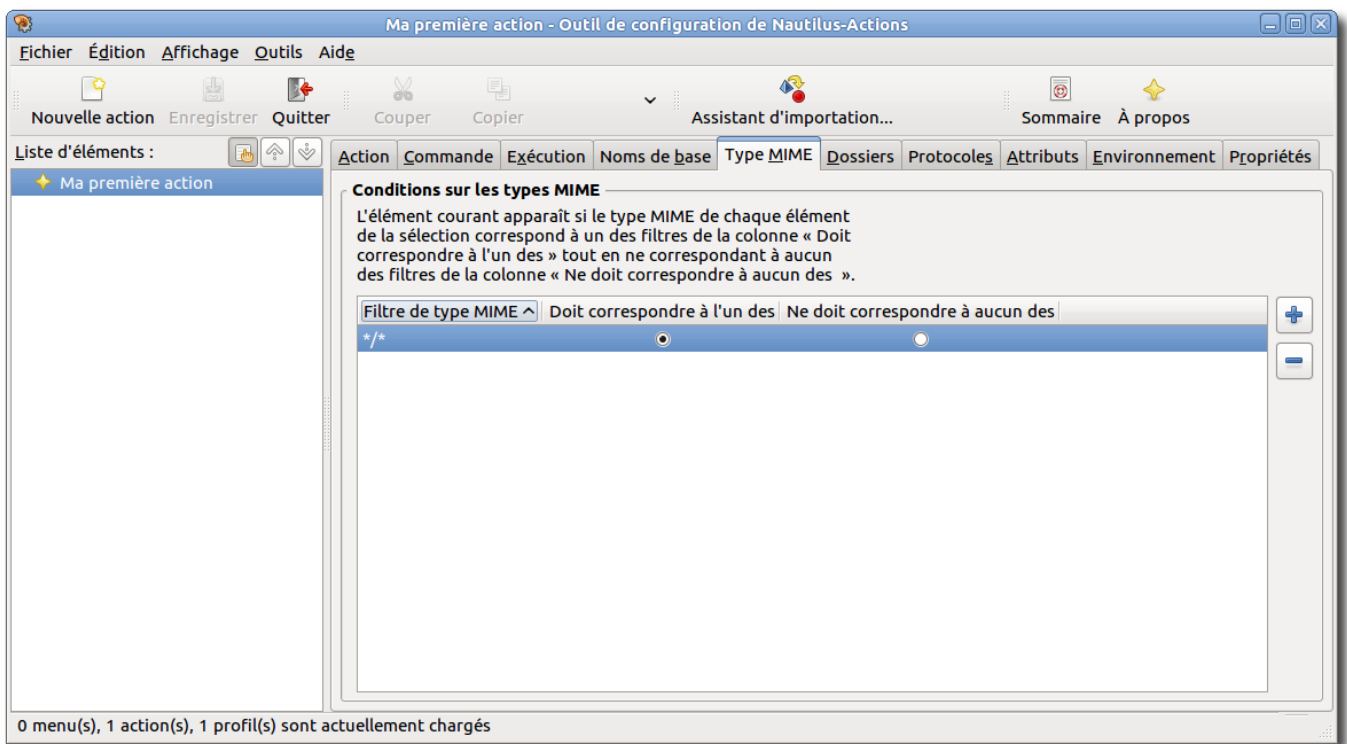 Ma première action - Outil de configuration de Nautilus-Actions
Fichier Édition Affichage Outils Aide
Nouvelle action Enregistrer Quitter Couper Copier Assistant d'importation... Sommaire À propos
Liste d'éléments :
Action Commande Exécution Noms de base Type MIME Dossiers Protocoles Attributs Environnement Propriétés
Ma première action
Conditions sur les types MIME
L'élément courant apparaît si le type MIME de chaque élément
de la sélection correspond à un des filtres de la colonne « Doit
correspondre à l'un des » tout en ne correspondant à aucun
des filtres de la colonne « Ne doit correspondre à aucun des  ».
Filtre de type MIME Doit correspondre à l'un des Ne doit correspondre à aucun des
*/*
0 menu(s), 1 action(s), 1 profil(s) sont actuellement chargés